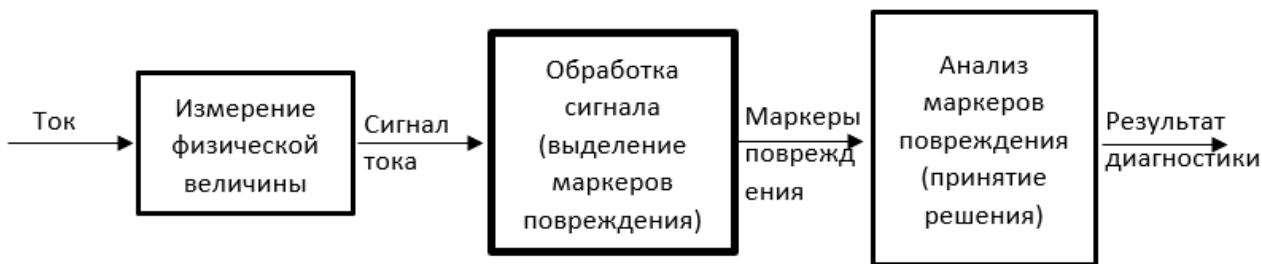 Ток
Измерение
физической
величины
Сигнал
тока
Обработка
сигнала
(выделение
маркеров
повреждения)
Маркеры
поврежд
ения
Анализ
маркеров
повреждения
(принятие
решения)
Результат
диагностики